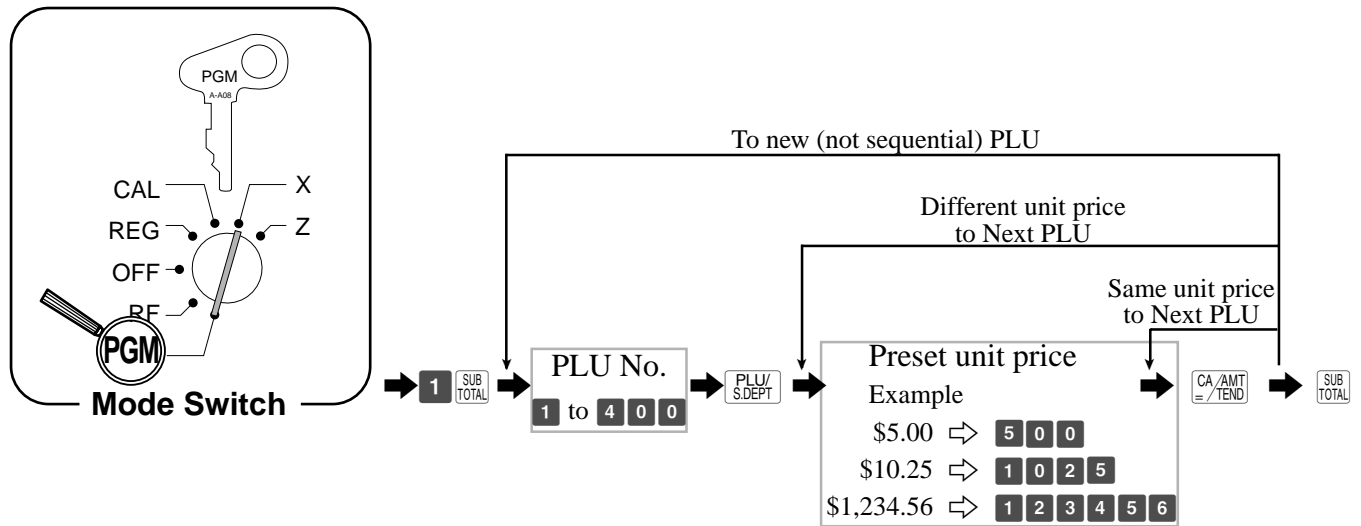 PGM
A-A08
CAL
X
REG
Z
OFF
RF
PGM
Mode Switch
To new (not sequential) PLU
Different unit price
to Next PLU
Same unit price
to Next PLU
1 SUB TOTAL
PLU No.
1 to 4 0 0
PLU/
S.DEPT
Preset unit price
Example
$5.00 ⇨ 5 0 0
$10.25 ⇨ 1 0 2 5
$1,234.56 ⇨ 1 2 3 4 5 6
CA/AMT
= /TEND
SUB
TOTAL